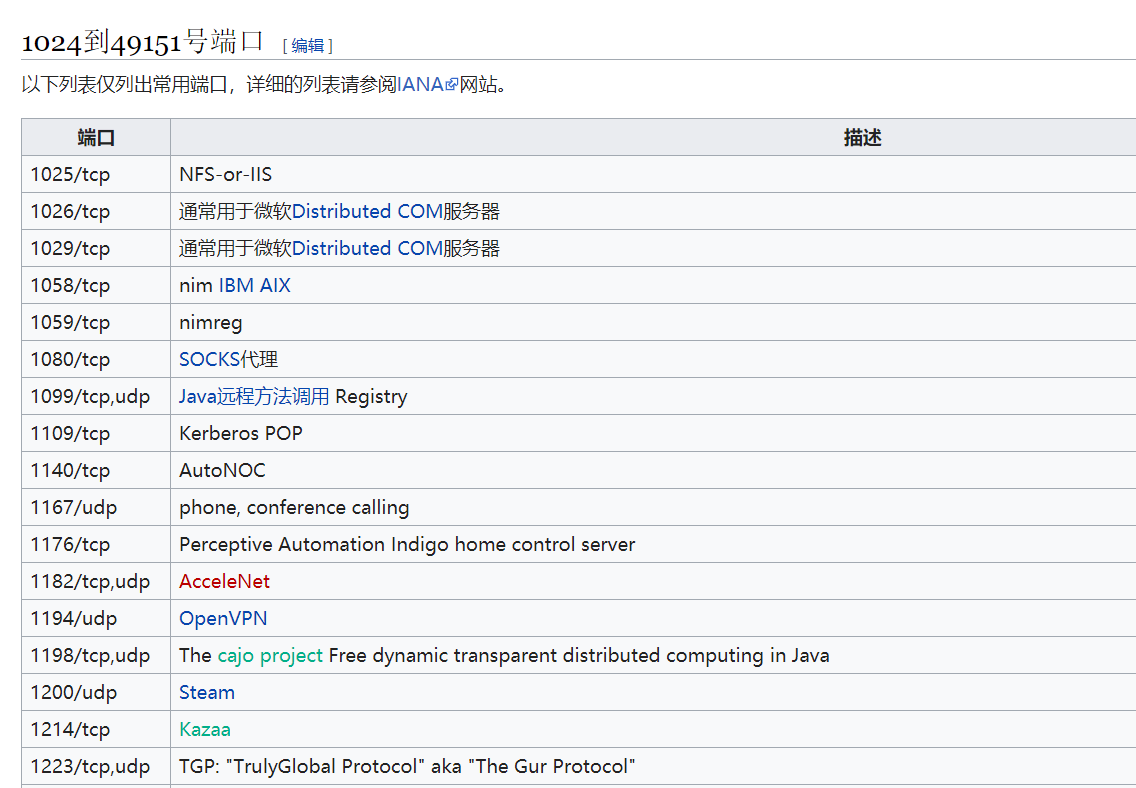 1024到49151号端口 [ 编辑 ]
以下列表仅列出常用端口，详细的列表请参阅IANA网站。
端口 描述
1025/tcp NFS-or-IIS
1026/tcp 通常用于微软Distributed COM服务器
1029/tcp 通常用于微软Distributed COM服务器
1058/tcp nim IBM AIX
1059/tcp nimreg
1080/tcp SOCKS代理
1099/tcp,udp Java远程方法调用 Registry
1109/tcp Kerberos POP
1140/tcp AutoNOC
1167/udp phone, conference calling
1176/tcp Perceptive Automation Indigo home control server
1182/tcp,udp AcceleNet
1194/udp OpenVPN
1198/tcp,udp The cajo project Free dynamic transparent distributed computing in Java
1200/udp Steam
1214/tcp Kazaa
1223/tcp,udp TGP: "TrulyGlobal Protocol" aka "The Gur Protocol"